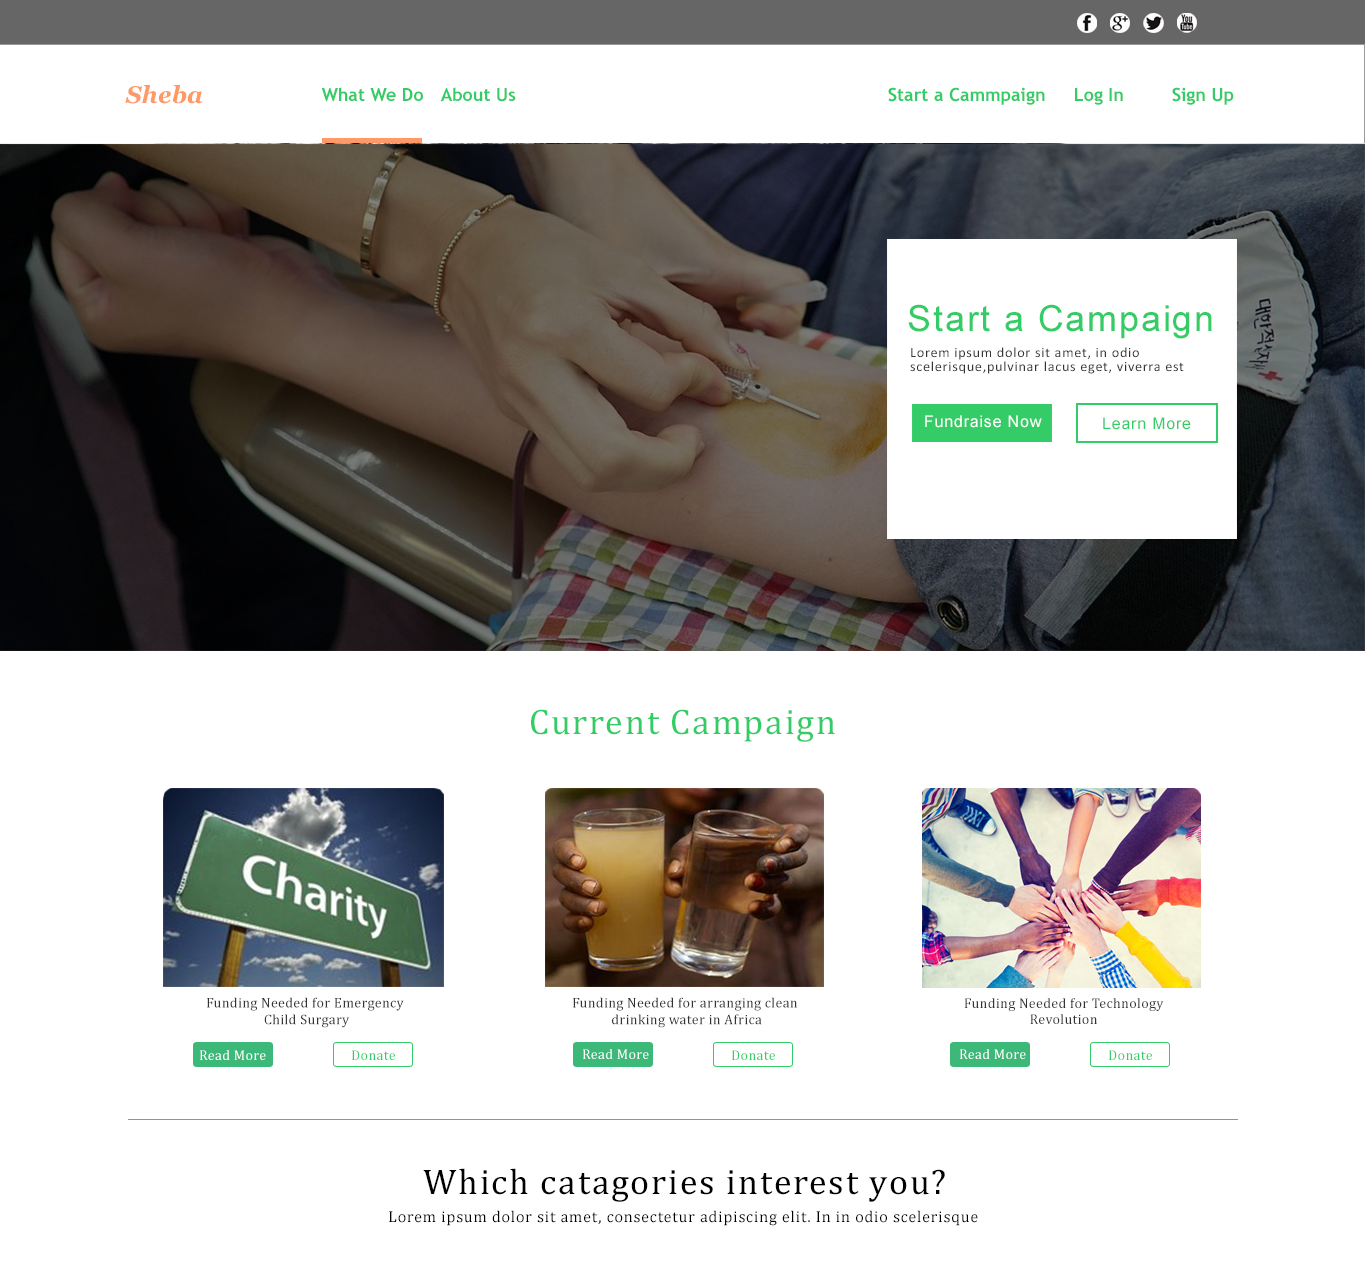 You
Tube
Sheba
What We Do
About Us
Start a Cammpaign
Log In
Sign Up
Start a Campaign
Lorem ipsum dolor sit amet, in odio
scelerisque,pulvinar lacus eget, viverra est
Fundraise Now
Learn More
Current Campaign
Charity
Funding Needed for Emergency
Child Surgary
Read More
Donate
Funding Needed for arranging clean
drinking water in Africa
Read More
Donate
Funding Needed for Technology
Revolution
Read More
Donate
Which catagories interest you?
Lorem ipsum dolor sit amet, consectetur adipiscing elit. In in odio scelerisque